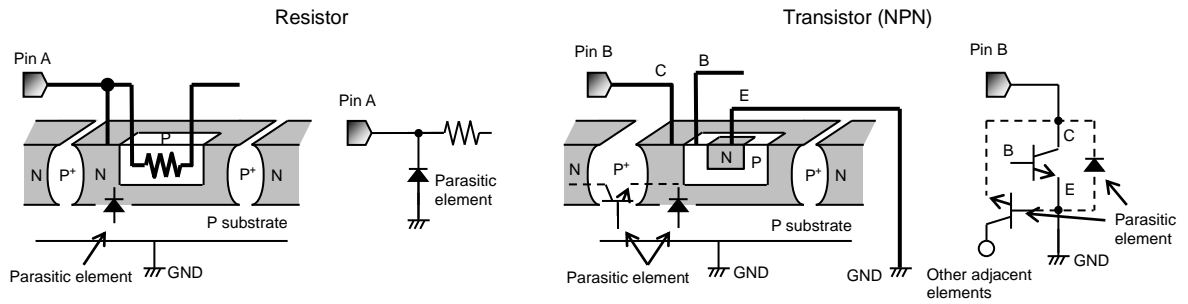 Resistor
Transistor (NPN)
Pin A
P
N
P+
N
P+
N
P substrate
Parasitic element
GND
Pin A
Parasitic
element
Pin B
C
B
E
N
P+
N
P
P+
N
P substrate
Parasitic element
GND
GND
Pin B
C
B
E
Parasitic
element
GND
Other adjacent
elements